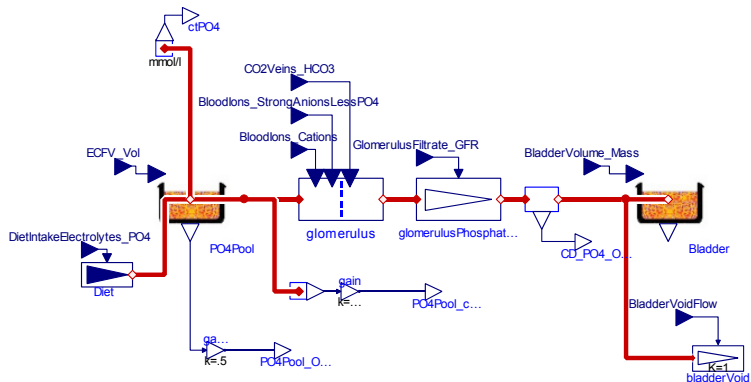 ctPO4
mmol/l
CO2Veins_HCO3
BloodIons_StrongAnionsLessPO4
BloodIons_Cations
GlomerulusFiltrate_GFR
ECFV_Vol
BladderVolume_Mass
DietIntakeElectrolytes_PO4
PO4Pool
glomerulus
glomerulusPhosphat...
CD_PO4_O...
Bladder
Diet
gain
k=...
PO4Pool_c...
BladderVoidFlow
ga...
k=.5
PO4Pool_O...
K=1
bladderVoid